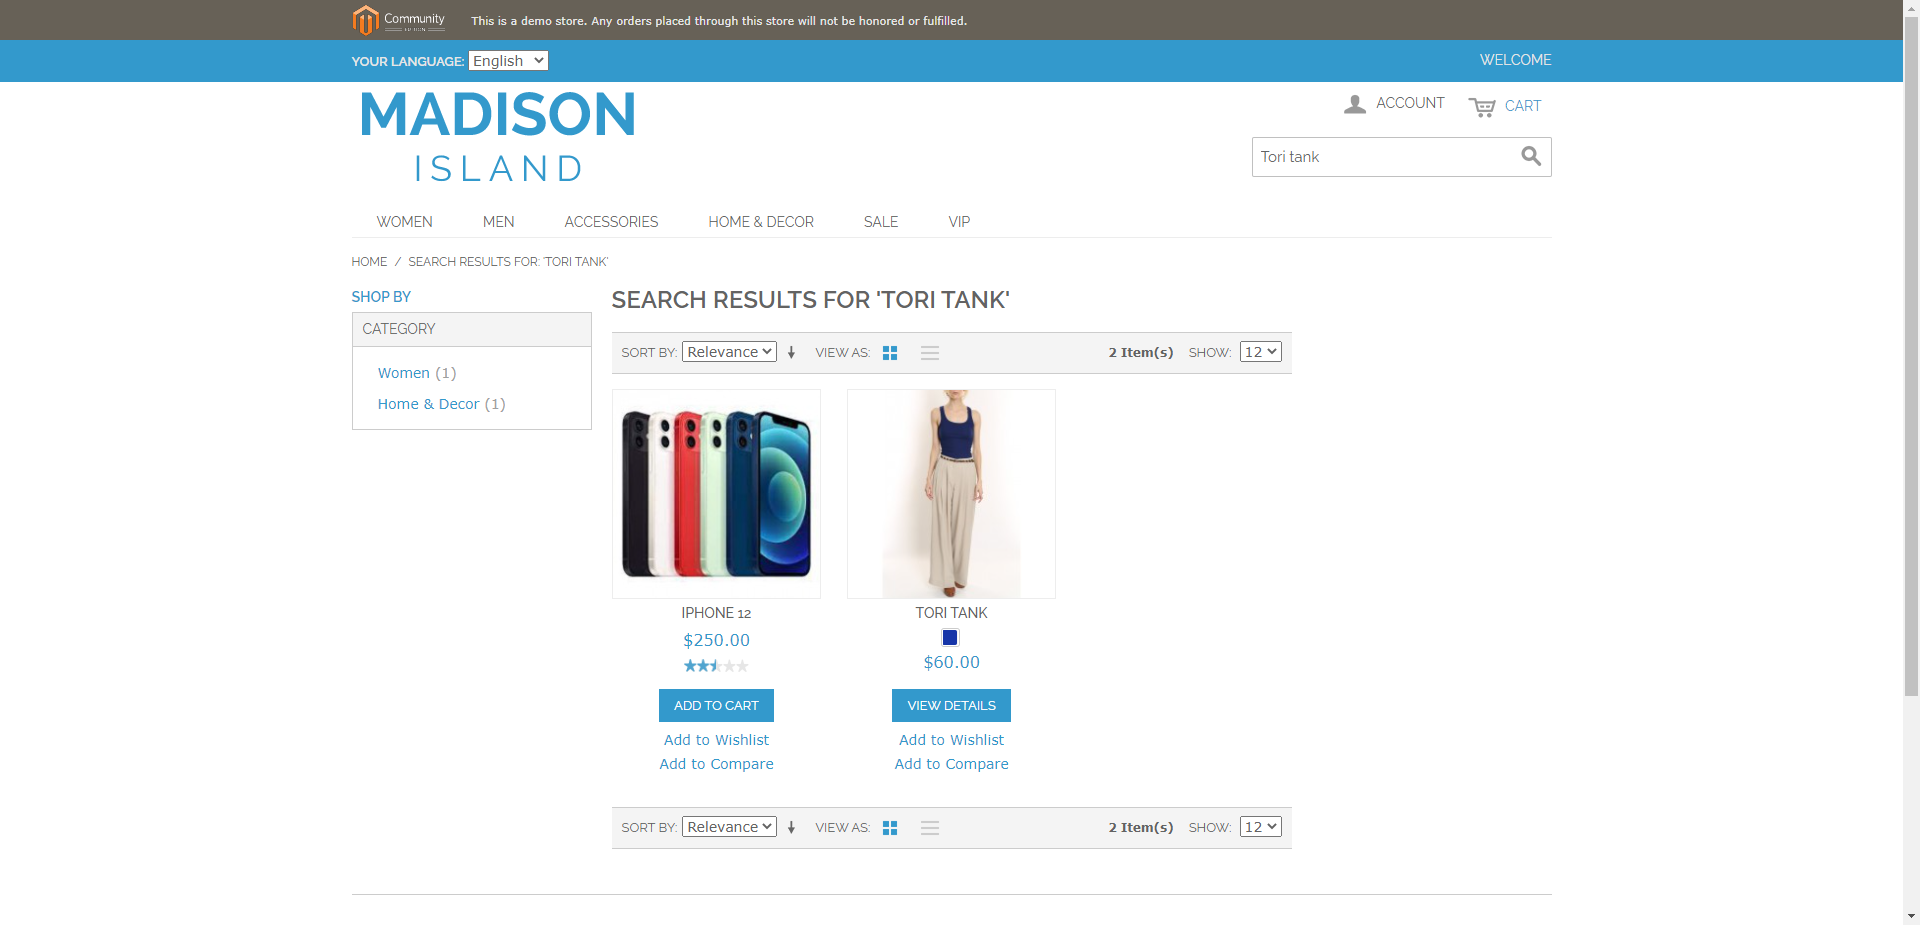 Community
This is a demo store. Any orders placed through this store will not be honored or fulfilled.
YOUR LANGUAGE: English
WELCOME
MADISON
ISLAND
ACCOUNT
CART
Tori tank
WOMEN MEN ACCESSORIES HOME & DECOR SALE VIP
HOME / SEARCH RESULTS FOR: 'TORI TANK'
SHOP BY
CATEGORY
Women (1)
Home & Decor (1)
SEARCH RESULTS FOR 'TORI TANK'
SORT BY: Relevance VIEW AS: 2 Item(s) SHOW: 12
IPHONE 12
$250.00
ADD TO CART
Add to Wishlist
Add to Compare
TORI TANK
$60.00
VIEW DETAILS
Add to Wishlist
Add to Compare
SORT BY: Relevance VIEW AS: 2 Item(s) SHOW: 12